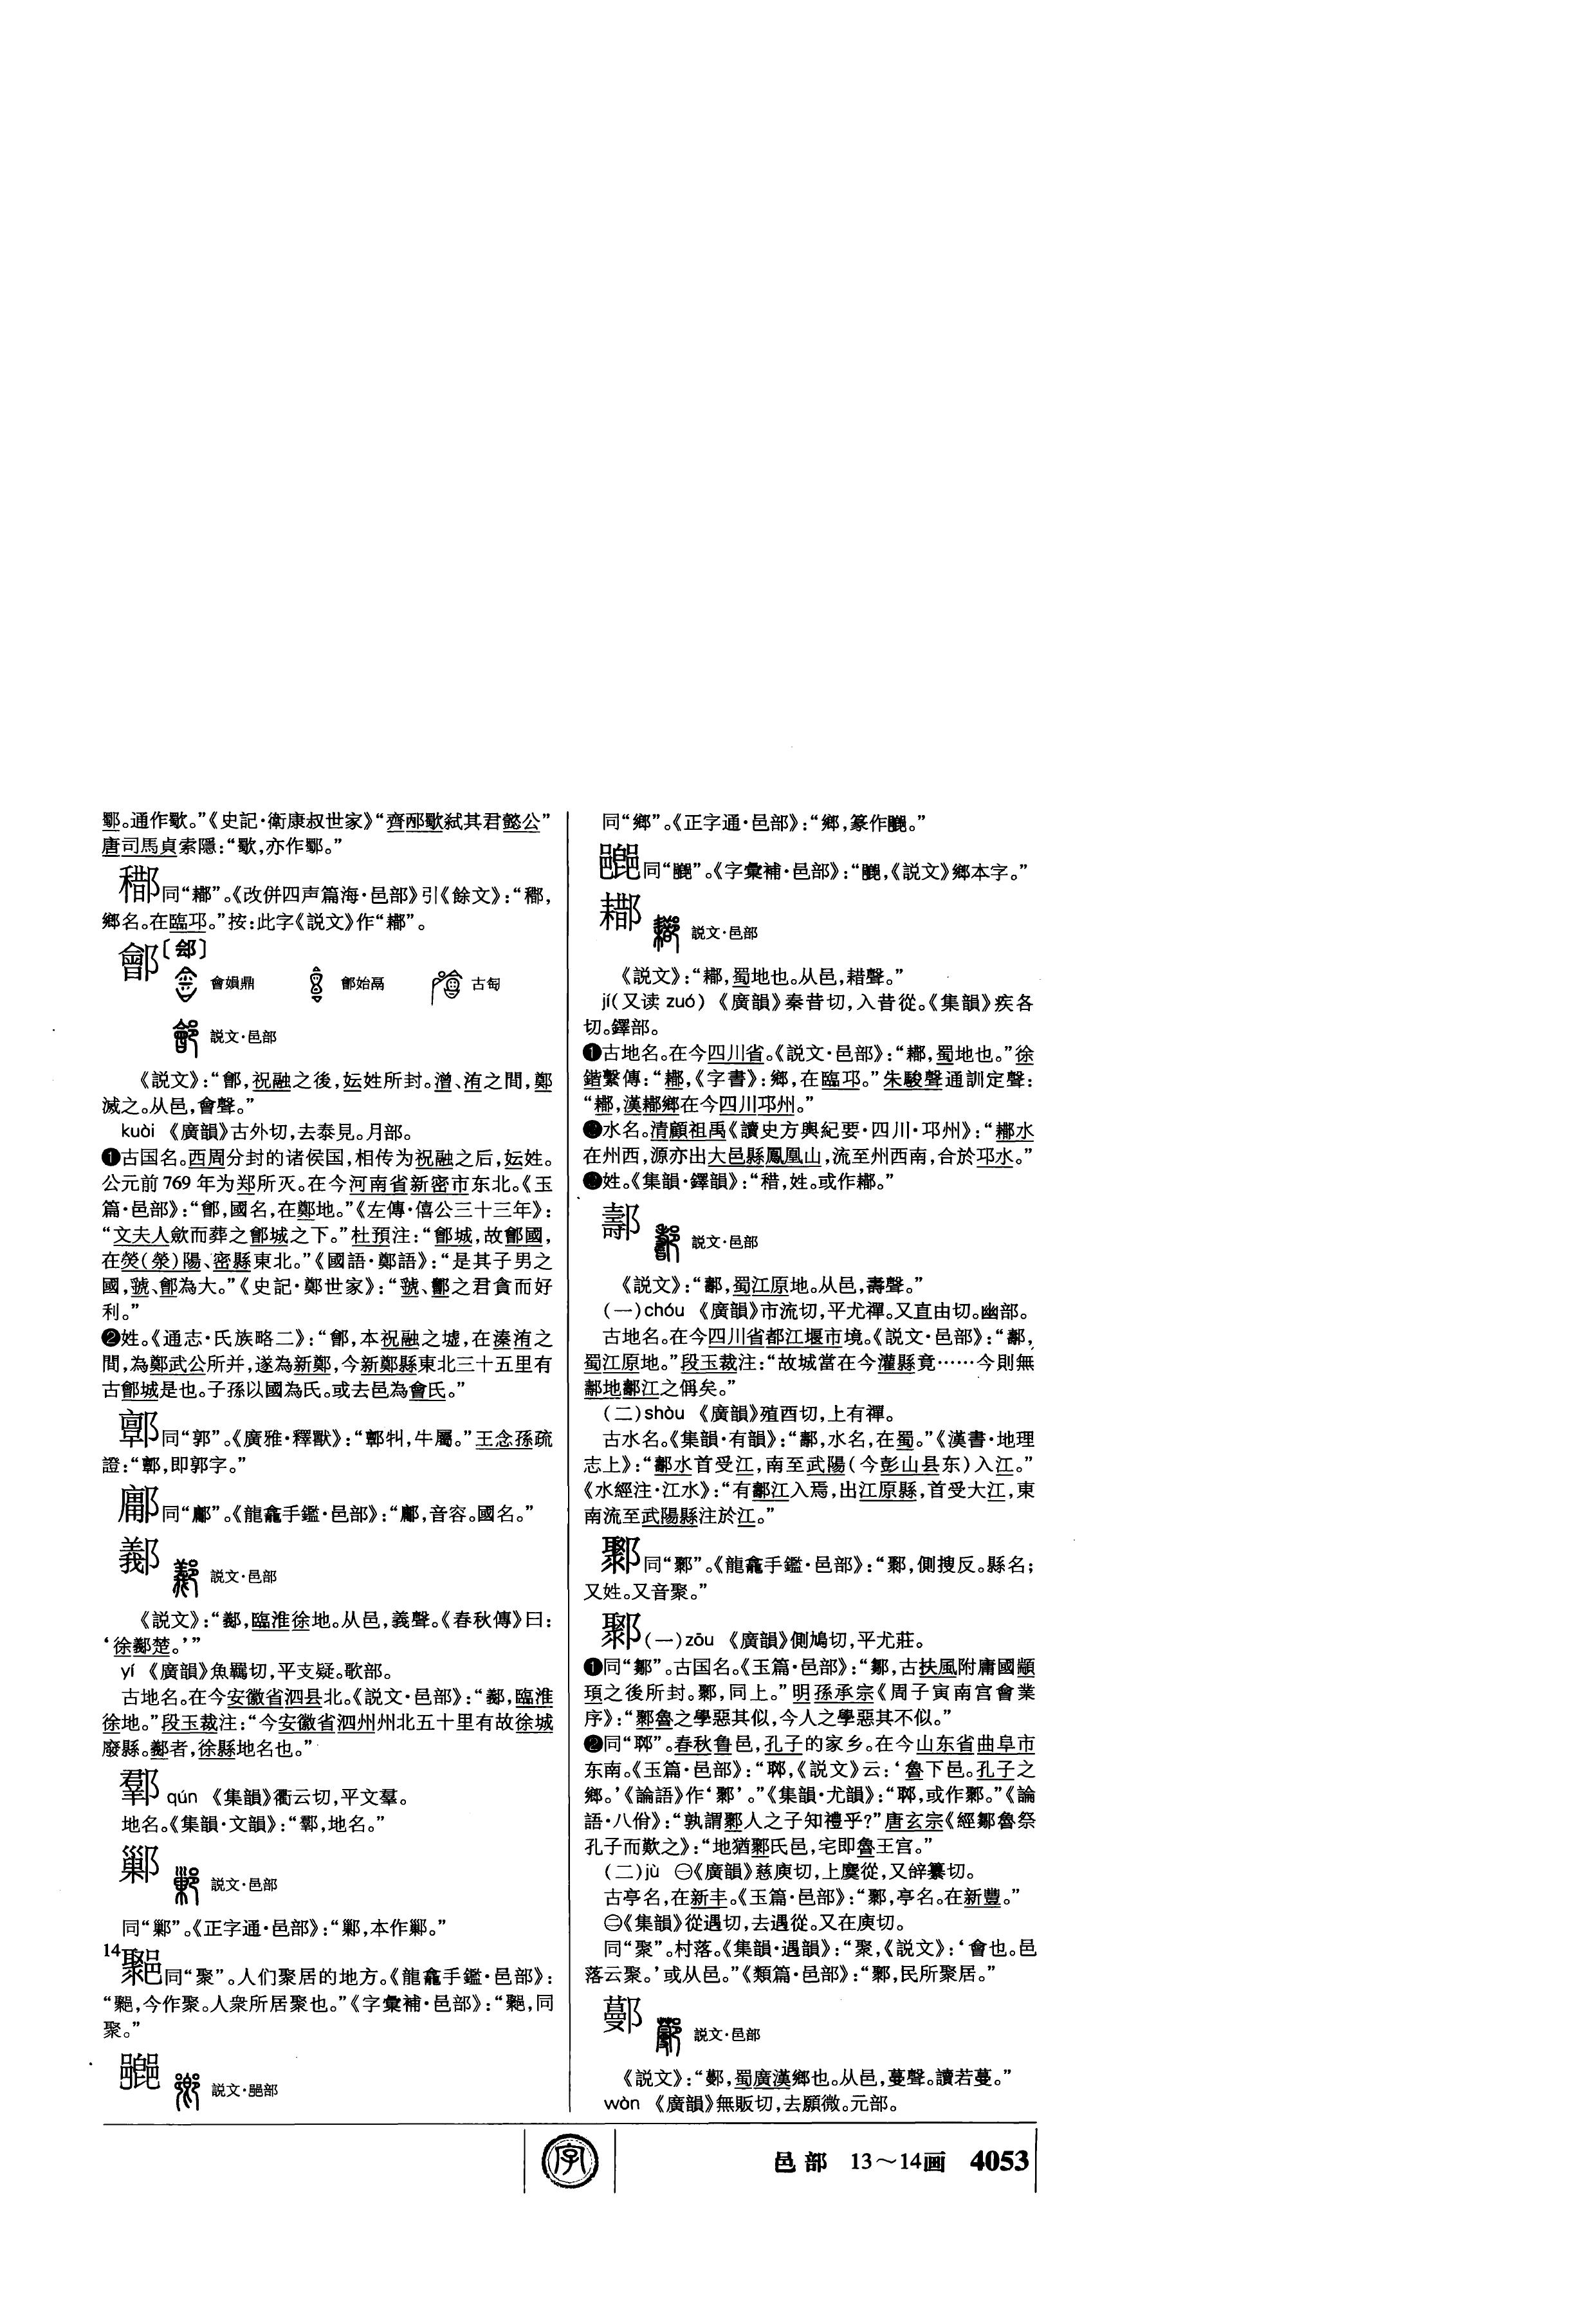 鄹。通作歜。”《史記·衛康叔世家》“齊邴歜弑其君懿公”
唐司馬貞索隱：“歜，亦作。”
同“”。《改併四声篇海·邑部》引《餘文》：“，
鄉名。在臨邛。”按：此字《説文》作“”。
鄶〔郐〕
會娟鼎 鄶始鬲 古匋
説文·邑部
《説文》：“鄶，祝融之後，妘姓所封。潧、洧之間，鄭
滅之。从邑，會聲。”
kuài 《廣韻》古外切，去泰見。月部。
❶古国名。西周分封的诸侯国，相传为祝融之后，妘姓。
公元前769年为郑所灭。在今河南省新密市东北。《玉
篇·邑部》：“鄶，國名，在鄭地。”《左傳·僖公三十三年》：
“文夫人斂而葬之鄶城之下。”杜預注：“鄶城，故鄶國，
在熒（滎）陽、密縣東北。”《國語·鄭語》：“是其子男之
國，虢、鄶為大。”《史記·鄭世家》：“虢、鄶之君貪而好
利。”
❷姓。《通志·氏族略二》：“鄶，本祝融之墟，在溱洧之
間，為鄭武公所并，遂為新鄭，今新鄭縣東北三十五里有
古鄶城是也。子孫以國為氏。或去邑為會氏。”
同“郭”。《廣雅·釋獸》：“㸯，牛屬。”王念孫疏
證：“，即郭字。”
同“鄘”。《龍龕手鑑·邑部》：“，音容。國名。”
鄯 説文·邑部
《説文》：“䣡，臨淮徐地。从邑，義聲。《春秋傳》曰：
‘徐䣡楚。’”
yí 《廣韻》魚羈切，平支疑。歌部。
古地名。在今安徽省泗县北。《説文·邑部》：“䣡，臨淮
徐地。”段玉裁注：“今安徽省泗州州北五十里有故徐城
廢縣。䣡者，徐縣地名也。”
qún 《集韻》衢云切，平文羣。
地名。《集韻·文韻》：“，地名。”
説文·邑部
同“鄛”。《正字通·邑部》：“鄛，本作。”
14
同“聚”。人们聚居的地方。《龍龕手鑑·邑部》：
“，今作聚。人衆所居聚也。”《字彙補·邑部》：“，同
聚。”
説文·部
同“鄉”。《正字通·邑部》：“鄉，篆作。”
同“”。《字彙補·邑部》：“，《説文》鄉本字。”
説文·邑部
《説文》：“，蜀地也。从邑，耤聲。”
jí（又读zuó） 《廣韻》秦昔切，入昔從。《集韻》疾各
切。鐸部。
❶古地名。在今四川省。《説文·邑部》：“，蜀地也。”徐
鍇繫傳：“，《字書》：鄉，在臨邛。”朱駿聲通訓定聲：
“，漢鄉在今四川邛州。”
❷水名。清顧祖禹《讀史方輿紀要·四川·邛州》：“水
在州西，源亦出大邑縣鳳凰山，流至州西南，合於邛水。”
❸姓。《集韻·鐸韻》：“䅖，姓。或作。”
説文·邑部
《説文》：“，蜀江原地。从邑，壽聲。”
（一）chóu 《廣韻》市流切，平尤禪。又直由切。幽部。
古地名。在今四川省都江堰市境。《説文·邑部》：“，
蜀江原地。”段玉裁注：“故城當在今灌縣竟……今則無
地江之偁矣。”
（二）shòu 《廣韻》殖酉切，上有禪。
古水名。《集韻·有韻》：“，水名，在蜀。”《漢書·地理
志上》：“水首受江，南至武陽（今彭山县东）入江。”
《水經注·江水》：“有江入焉，出江原縣，首受大江，東
南流至武陽縣注於江。”
同“鄹”。《龍龕手鑑·邑部》：“，側搜反。縣名；
又姓。又音聚。”
鄹（一）zōu 《廣韻》側鳩切，平尤莊。
❶同“鄒”。古国名。《玉篇·邑部》：“鄒，古扶風附庸國顓
頊之後所封。鄹，同上。”明孫承宗《周子寅南宫會業
序》：“鄹魯之學惡其似，今人之學惡其不似。”
❷同“郰”。春秋鲁邑，孔子的家乡。在今山东省曲阜市
东南。《玉篇·邑部》：“郰，《説文》云：‘魯下邑。孔子之
鄉。’《論語》作‘鄹’。”《集韻·尤韻》：“郰，或作鄹。”《論
語·八佾》：“孰謂鄹人之子知禮乎？”唐玄宗《經鄒魯祭
孔子而歎之》：“地猶鄹氏邑，宅即魯王宫。”
（二）jù ㊀《廣韻》慈庾切，上麌從，又䣝纂切。
古亭名，在新丰。《玉篇·邑部》：“鄹，亭名。在新豐。”
㊁《集韻》從遇切，去遇從。又在庾切。
同“聚”。村落。《集韻·遇韻》：“聚，《説文》：‘會也。邑
落云聚。’或从邑。”《類篇·邑部》：“鄹，民所聚居。”
説文·邑部
《説文》：“，蜀廣漢鄉也。从邑，蔓聲。讀若蔓。”
wàn 《廣韻》無販切，去願微。元部。
字
邑部 13～14画 4053